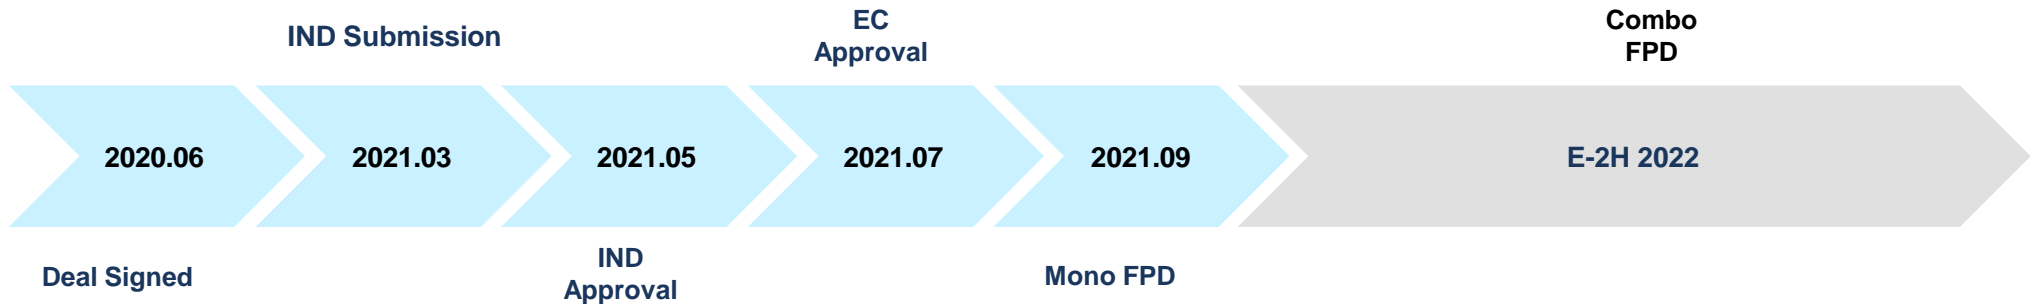 IND Submission
EC
Approval
Combo
FPD
2020.06
2021.03
2021.05
2021.07
2021.09
E-2H 2022
Deal Signed
IND
Approval
Mono FPD